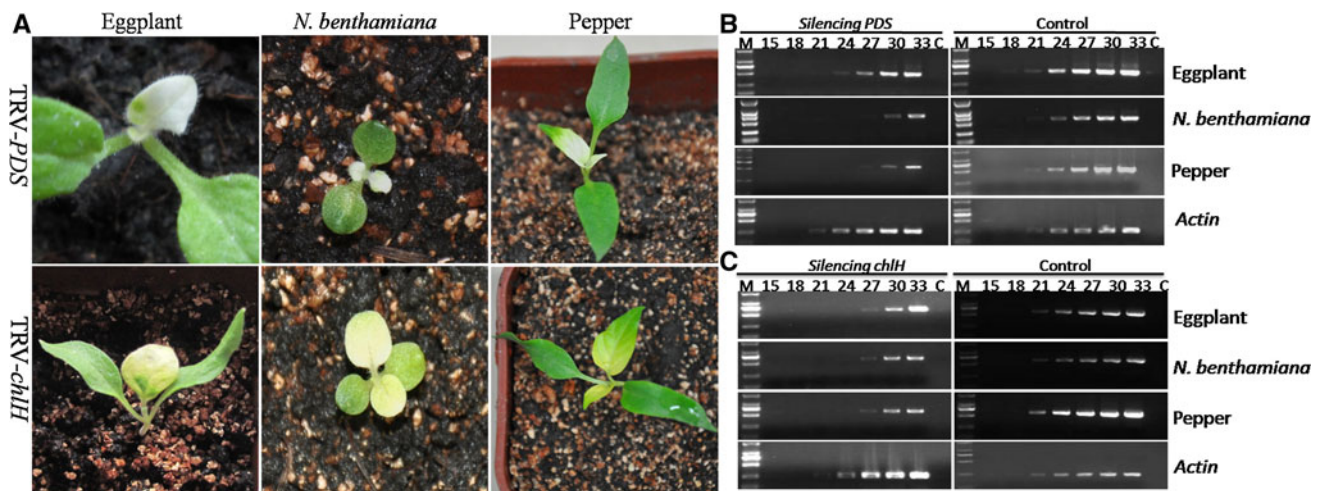 A
Eggplant N. benthamiana Pepper
TRV-PDS
TRV-chlH
B
Silencing PDS Control
M 15 18 21 24 27 30 33 C M 15 18 21 24 27 30 33 C
Eggplant
N. benthamiana
Pepper
Actin
C
Silencing chlH Control
M 15 18 21 24 27 30 33 C M 15 18 21 24 27 30 33 C
Eggplant
N. benthamiana
Pepper
Actin